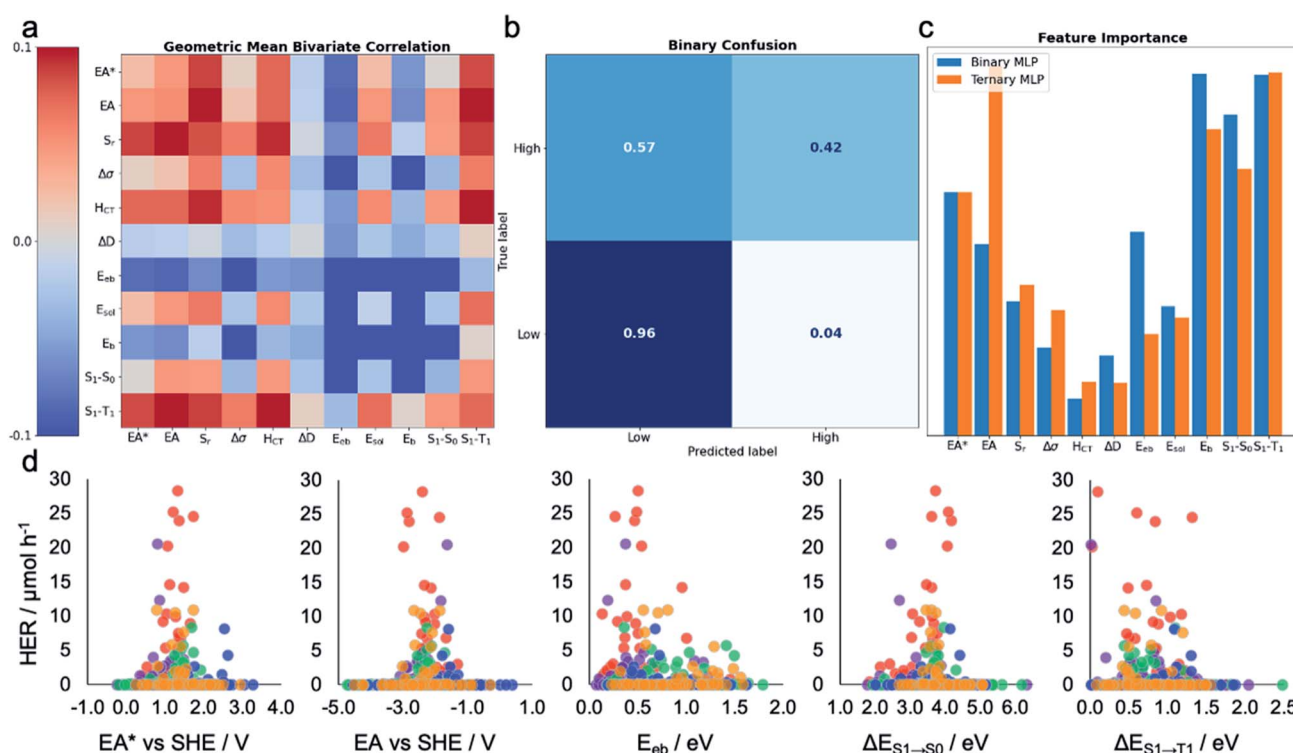 a
Geometric Mean Bivariate Correlation
0.1
0.0
-0.1
EA*
EA
Sr
Δσ
HCT
ΔD
Eeb
Esol
Eb
S1-S0
S1-T1
EA* EA Sr Δσ HCT ΔD Eeb Esol Eb S1-S0 S1-T1
b
Binary Confusion
True label
High
Low
0.57 0.42
0.96 0.04
Low High
Predicted label
c
Feature Importance
Binary MLP
Ternary MLP
EA* EA Sr Δσ HCT ΔD Eeb Esol Eb S1-S0 S1-T1
d
HER / μmol h-1
30
25
20
15
10
5
0
-1.0 0.0 1.0 2.0 3.0 4.0
EA* vs SHE / V
30
25
20
15
10
5
0
-5.0 -3.0 -1.0 1.0
EA vs SHE / V
30
25
20
15
10
5
0
0.0 0.5 1.0 1.5 2.0
Eeb / eV
30
25
20
15
10
5
0
1.0 2.0 3.0 4.0 5.0 6.0
ΔES1→S0 / eV
30
25
20
15
10
5
0
0.0 0.5 1.0 1.5 2.0 2.5
ΔES1→T1 / eV